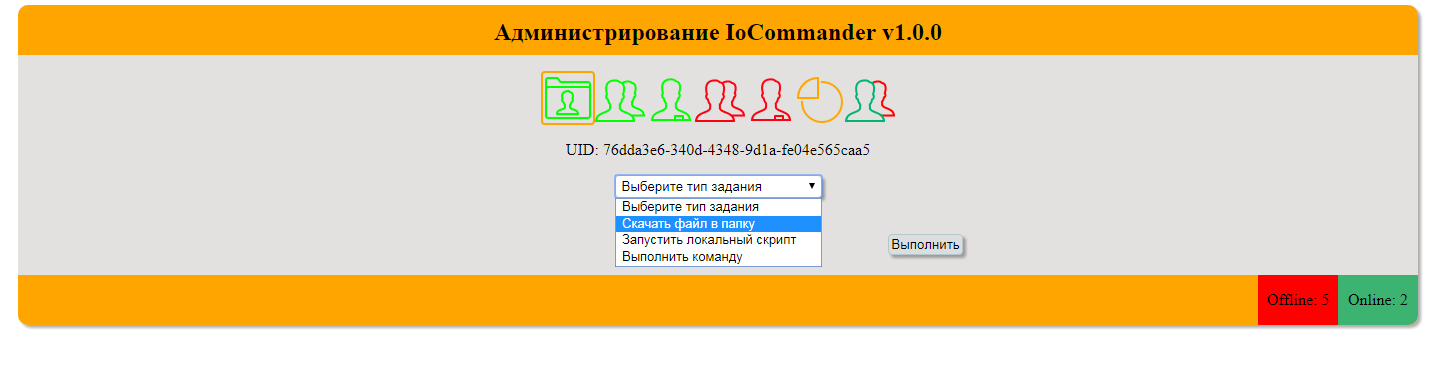 Администрирование IoCommander v1.0.0
UID: 76dda3e6-340d-4348-9d1a-fe04e565caa5
Выберите тип задания
Выберите тип задания
Скачать файл в папку
Запустить локальный скрипт
Выполнить команду
Выполнить
Offline: 5
Online: 2